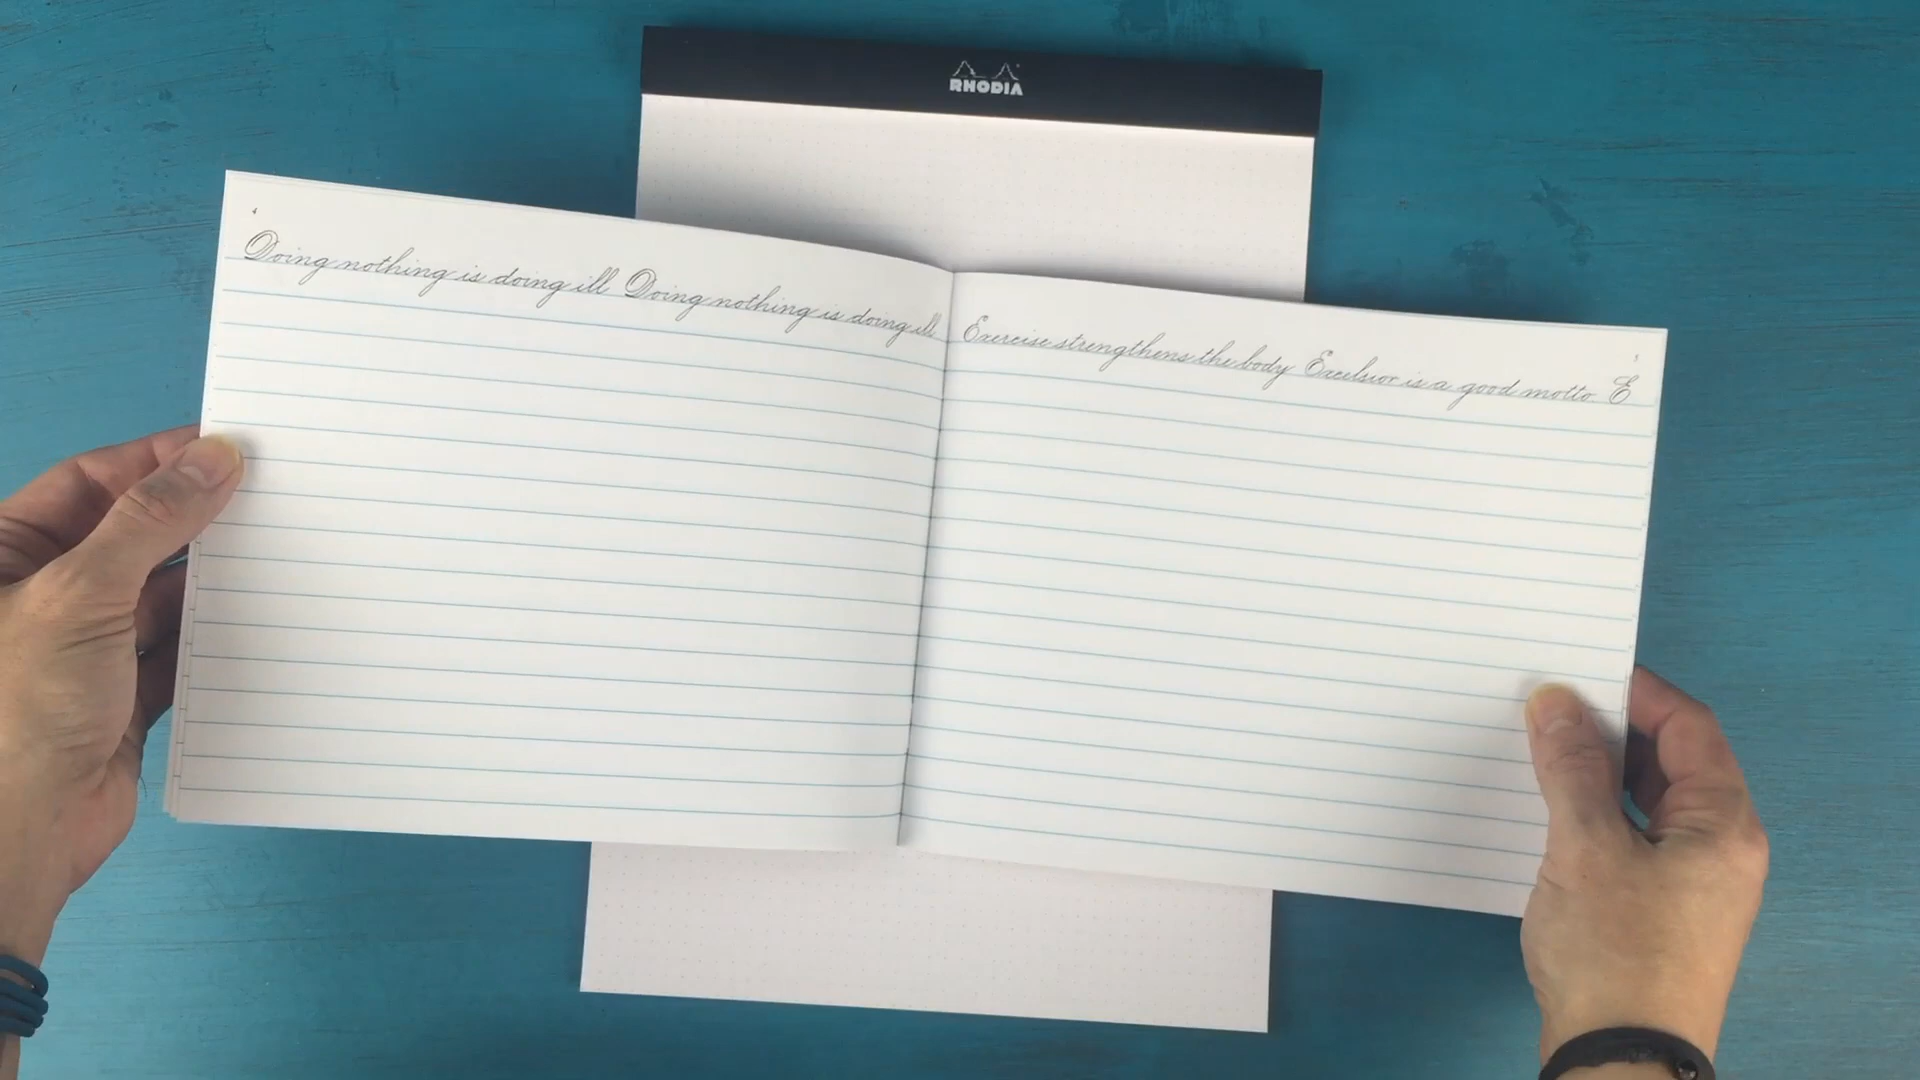 RHODIA
4
Doing nothing is doing ill Doing nothing is doing ill
Exercise strengthens the body Excelsior is a good motto. E